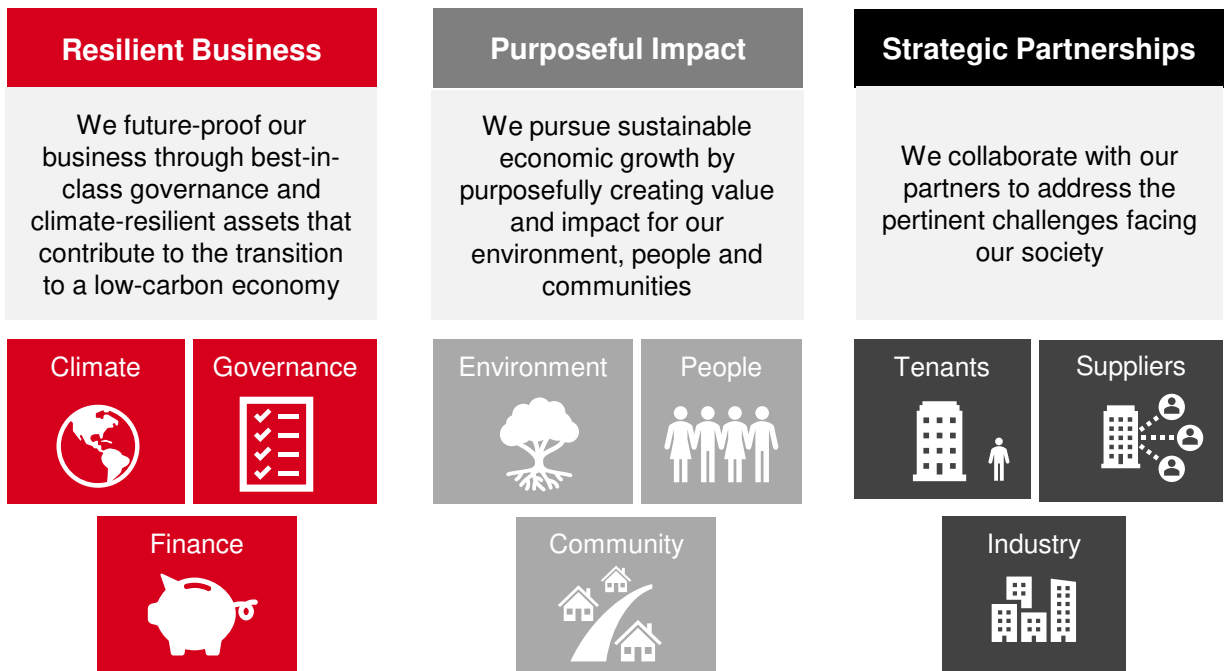 Resilient Business
We future-proof our
business through best-in-
class governance and
climate-resilient assets that
contribute to the transition
to a low-carbon economy
Climate
Governance
Finance
Purposeful Impact
We pursue sustainable
economic growth by
purposefully creating value
and impact for our
environment, people and
communities
Environment
People
Community
Strategic Partnerships
We collaborate with our
partners to address the
pertinent challenges facing
our society
Tenants
Suppliers
Industry